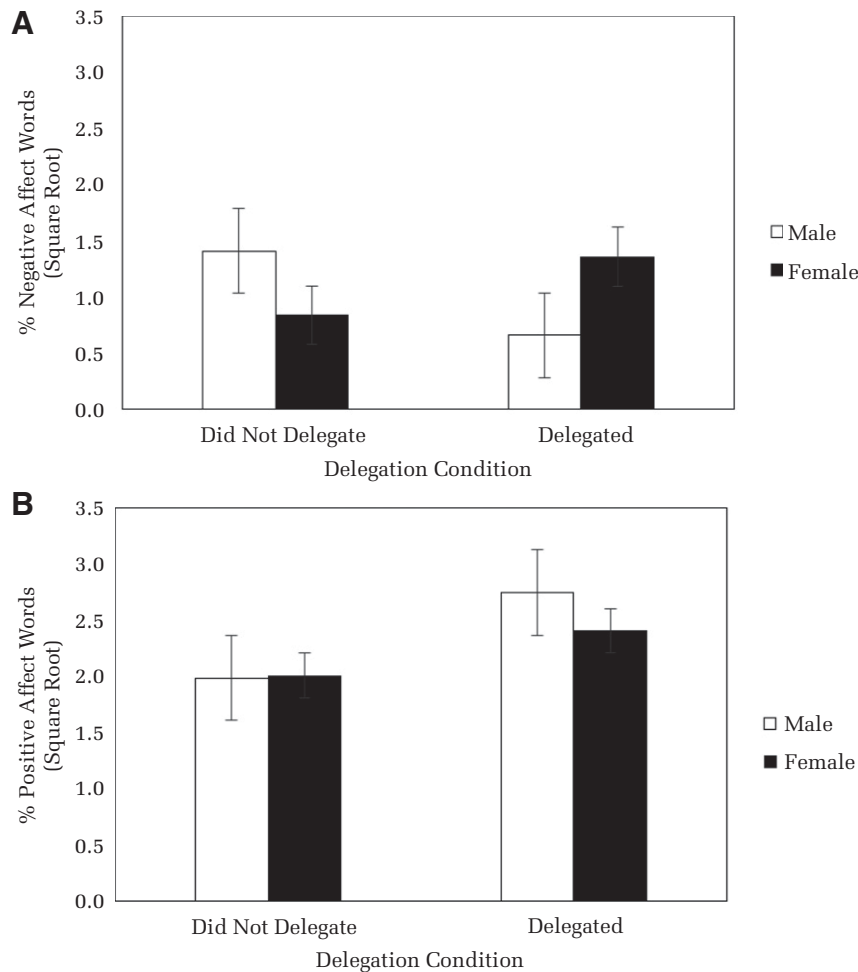 A
3.5
3.0
2.5
2.0
1.5
1.0
0.5
0.0
% Negative Affect Words
(Square Root)
Did Not Delegate
Delegated
Delegation Condition
Male
Female
B
3.5
3.0
2.5
2.0
1.5
1.0
0.5
0.0
% Positive Affect Words
(Square Root)
Did Not Delegate
Delegated
Delegation Condition
Male
Female